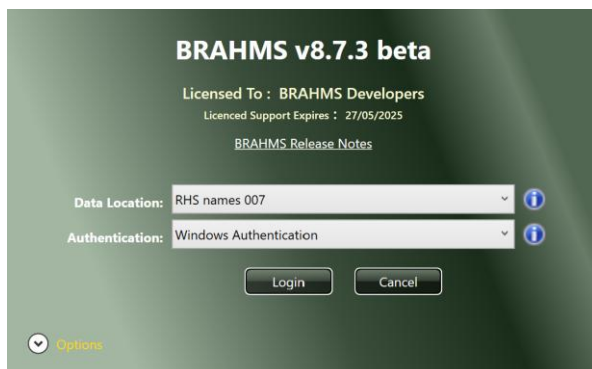 BRAHMS v8.7.3 beta
Licensed To : BRAHMS Developers
Licenced Support Expires : 27/05/2025
BRAHMS Release Notes
Data Location: RHS names 007
Authentication: Windows Authentication
Login Cancel
Options